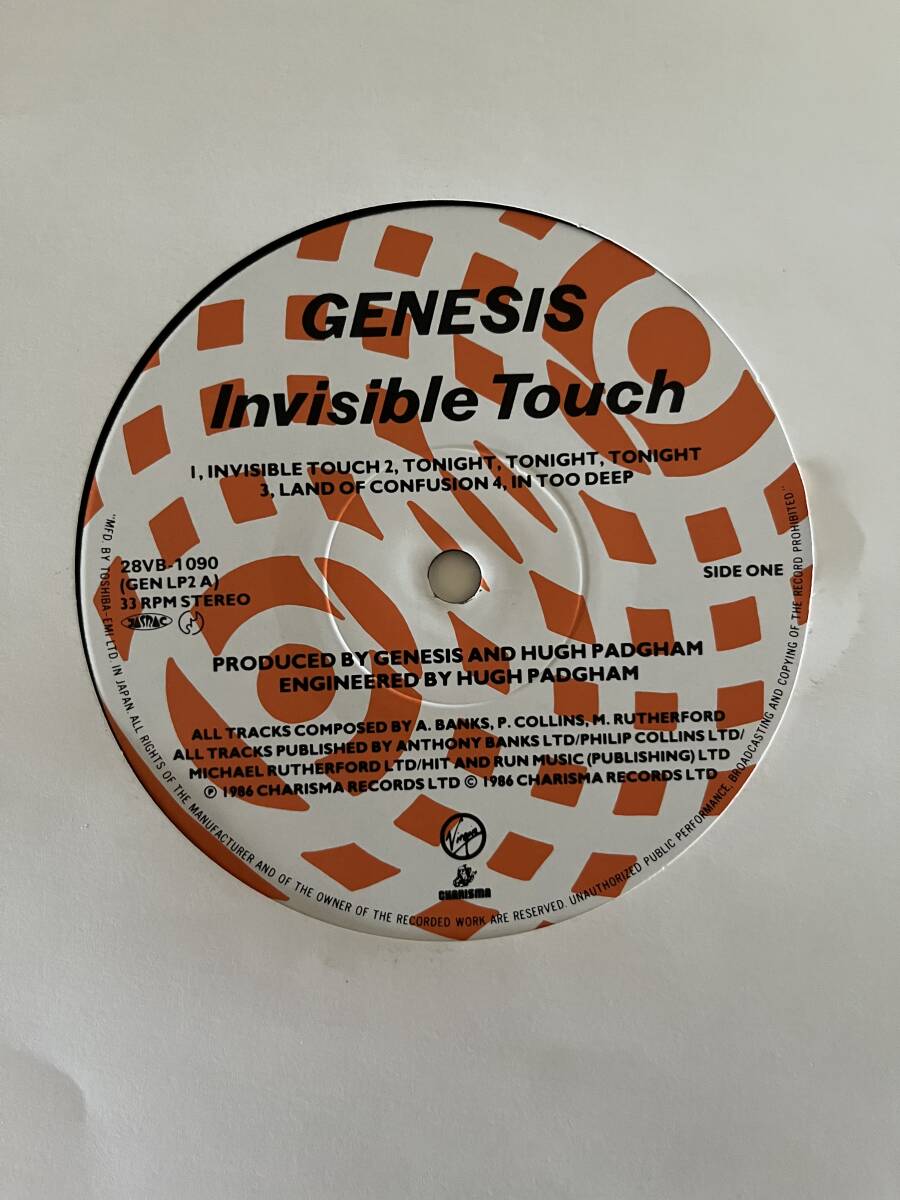 GENESIS
Invisible Touch
1, INVISIBLE TOUCH 2, TONIGHT, TONIGHT, TONIGHT
3, LAND OF CONFUSION 4, IN TOO DEEP
28VB-1090
(GEN LP2 A)
33 RPM STEREO
JASRAC
SIDE ONE
PRODUCED BY GENESIS AND HUGH PADGHAM
ENGINEERED BY HUGH PADGHAM
ALL TRACKS COMPOSED BY A. BANKS, P. COLLINS, M. RUTHERFORD
ALL TRACKS PUBLISHED BY ANTHONY BANKS LTD/PHILIP COLLINS LTD/
MICHAEL RUTHERFORD LTD/HIT AND RUN MUSIC (PUBLISHING) LTD
℗ 1986 CHARISMA RECORDS LTD © 1986 CHARISMA RECORDS LTD
Virgin
CHARISMA
"MFD. BY TOSHIBA-EMI LTD. IN JAPAN. ALL RIGHTS OF THE MANUFACTURER AND OF THE OWNER OF THE RECORDED WORK ARE RESERVED. UNAUTHORIZED PUBLIC PERFORMANCE, BROADCASTING AND COPYING OF THE RECORD PROHIBITED."